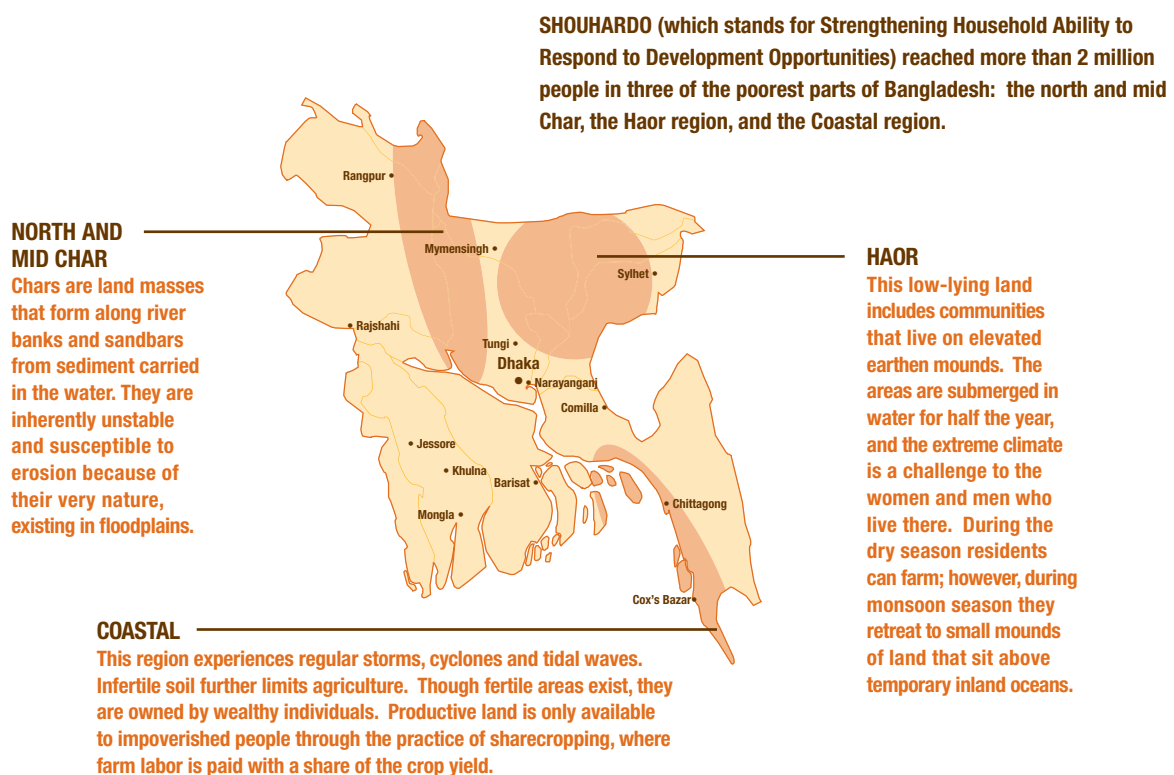 SHOUHARDO (which stands for Strengthening Household Ability to
Respond to Development Opportunities) reached more than 2 million
people in three of the poorest parts of Bangladesh:  the north and mid
Char, the Haor region, and the Coastal region.
Rangpur
NORTH AND
MID CHAR
Chars are land masses
that form along river
banks and sandbars
from sediment carried
in the water. They are
inherently unstable
and susceptible to
erosion because of
their very nature,
existing in floodplains.
Mymensingh
Sylhet
HAOR
This low-lying land
includes communities
that live on elevated
earthen mounds.  The
areas are submerged in
water for half the year,
and the extreme climate
is a challenge to the
women and men who
live there.  During the
dry season residents
can farm; however, during
monsoon season they
retreat to small mounds
of land that sit above
temporary inland oceans.
Rajshahi
Tungi
Dhaka
Narayanganj
Comilla
Jessore
Khulna
Barisat
Mongla
Chittagong
Cox's Bazar
COASTAL
This region experiences regular storms, cyclones and tidal waves.
Infertile soil further limits agriculture.  Though fertile areas exist, they
are owned by wealthy individuals.  Productive land is only available
to impoverished people through the practice of sharecropping, where
farm labor is paid with a share of the crop yield.